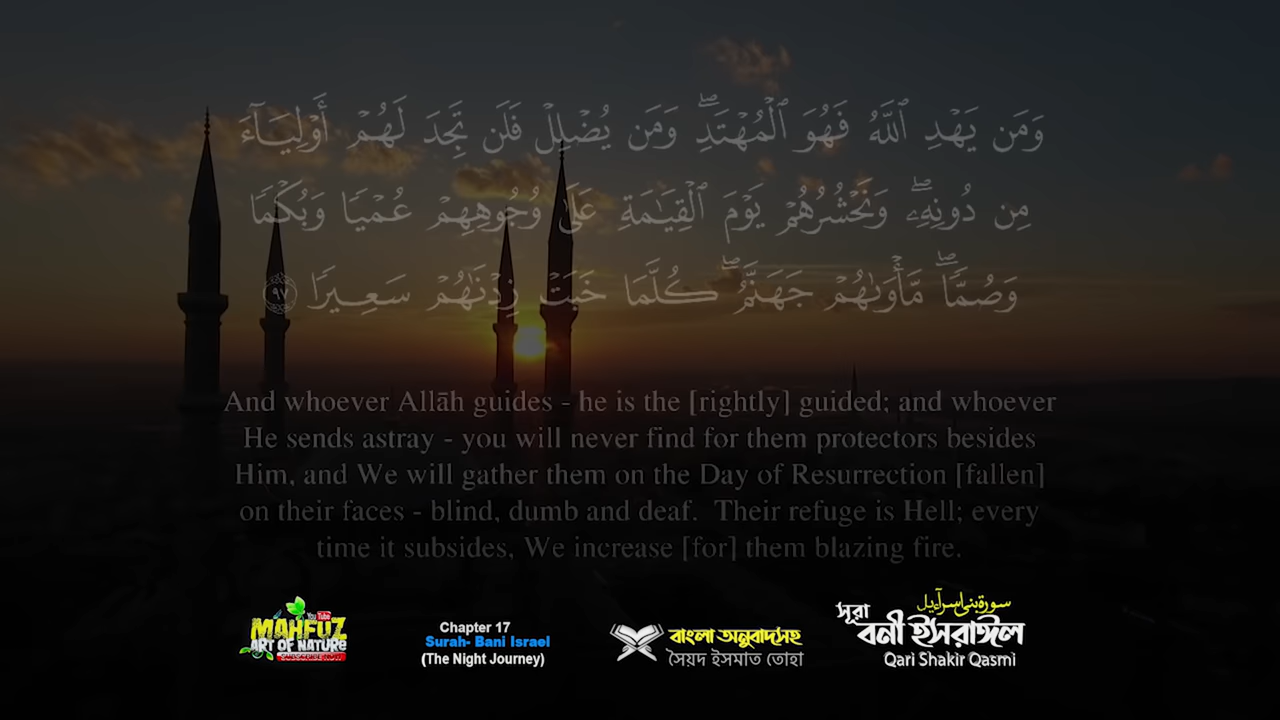 وَمَن يَهْدِ ٱللَّهُ فَهُوَ ٱلْمُهْتَدِ ۖ وَمَن يُضْلِلْ فَلَن تَجِدَ لَهُمْ أَوْلِيَآءَ
مِن دُونِهِۦ ۖ وَنَحْشُرُهُمْ يَوْمَ ٱلْقِيَـٰمَةِ عَلَىٰ وُجُوهِهِمْ عُمْيًا وَبُكْمًا
وَصُمًّا ۖ مَّأْوَىٰهُمْ جَهَنَّمُ ۖ كُلَّمَا خَبَتْ زِدْنَـٰهُمْ سَعِيرًا ٩٧
And whoever Allāh guides - he is the [rightly] guided; and whoever
He sends astray - you will never find for them protectors besides
Him, and We will gather them on the Day of Resurrection [fallen]
on their faces - blind, dumb and deaf. Their refuge is Hell; every
time it subsides, We increase [for] them blazing fire.
You Tube
MAHFUZ
ART OF NATURE
Chapter 17
Surah- Bani Israel
(The Night Journey)
বাংলা অনুবাদসহ
সৈয়দ ইসমাত তোহা
سورة بنی اسرآءیل
সূরা
বনী ইসরাঈল
Qari Shakir Qasmi